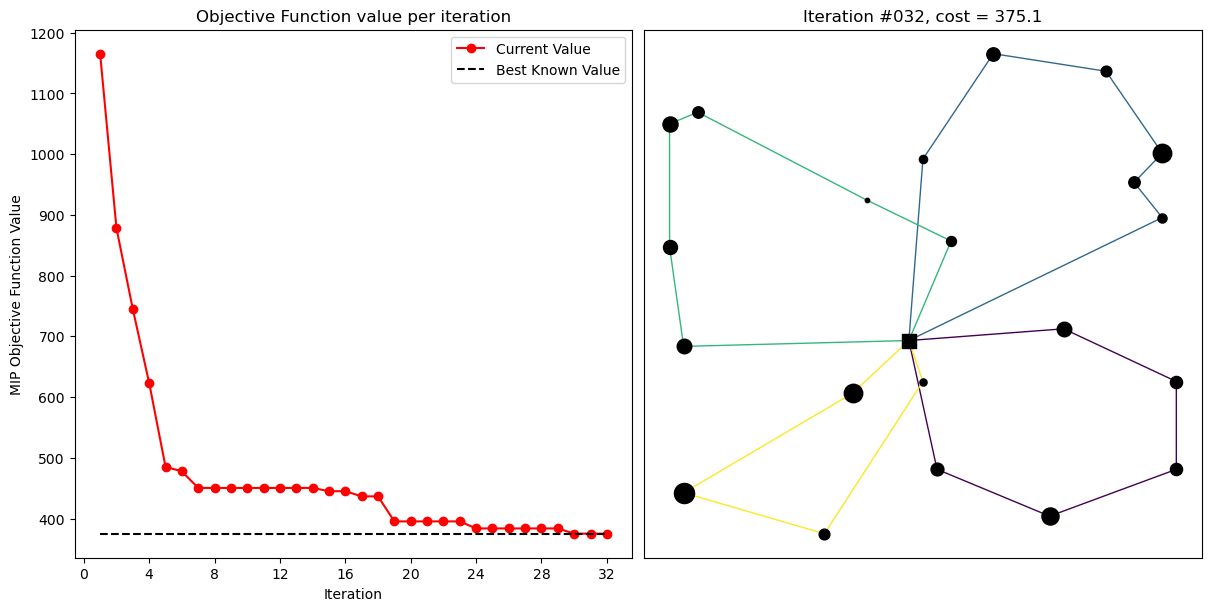 Objective Function value per iteration
Current Value
Best Known Value
1200
1100
1000
900
800
700
600
500
400
MIP Objective Function Value
0 4 8 12 16 20 24 28 32
Iteration
Iteration #032, cost = 375.1